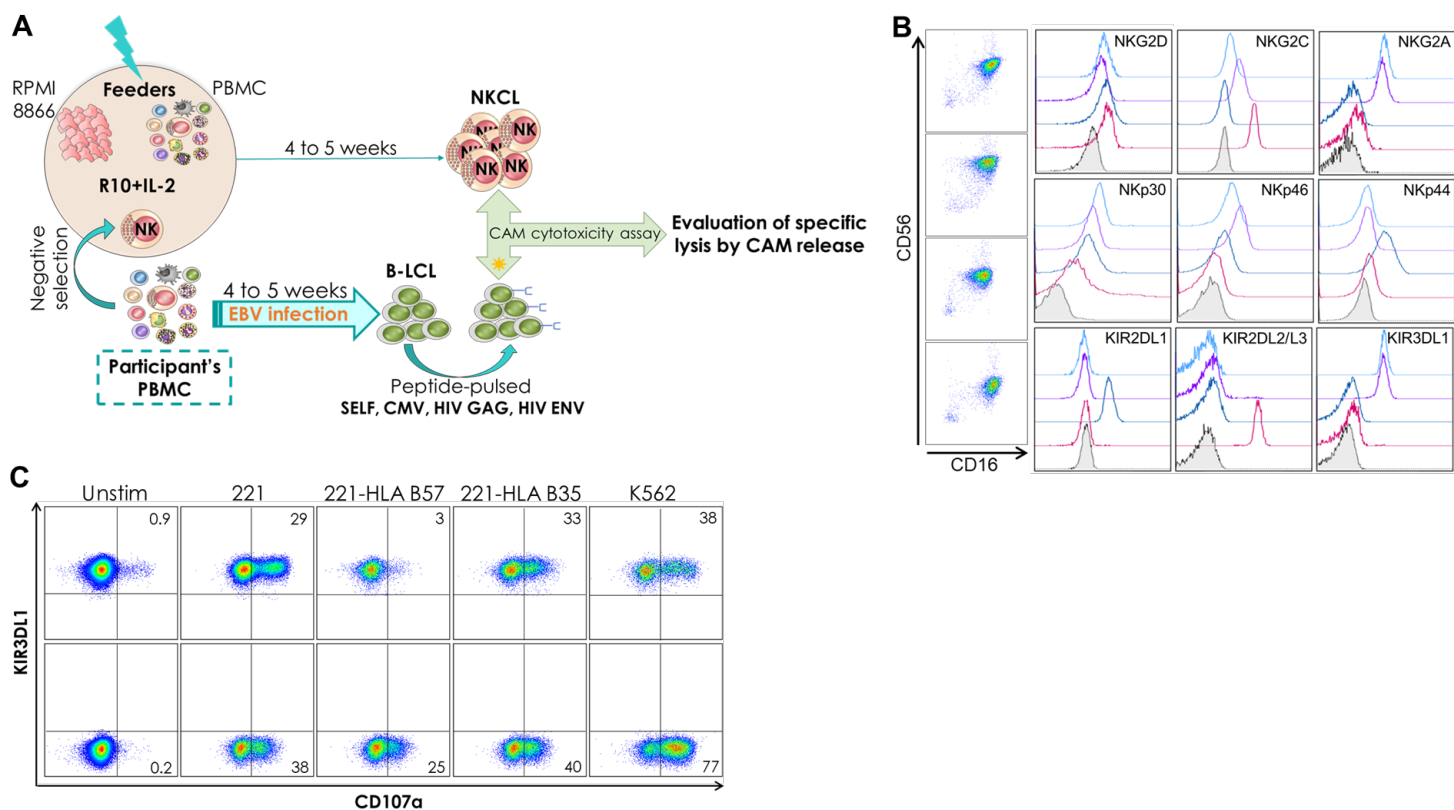 A
RPMI
8866
Feeders
PBMC
R10+IL-2
NK
Negative
selection
4 to 5 weeks
NKCL
NK
NK
NK
N
NK
NK
CAM cytotoxicity assay
Evaluation of specific
lysis by CAM release
4 to 5 weeks
EBV infection
B-LCL
Participant's
PBMC
Peptide-pulsed
SELF, CMV, HIV GAG, HIV ENV
B
CD56
CD16
NKG2D
NKG2C
NKG2A
NKp30
NKp46
NKp44
KIR2DL1
KIR2DL2/L3
KIR3DL1
C
Unstim
221
221-HLA B57
221-HLA B35
K562
0.9
29
3
33
38
0.2
38
25
40
77
KIR3DL1
CD107a